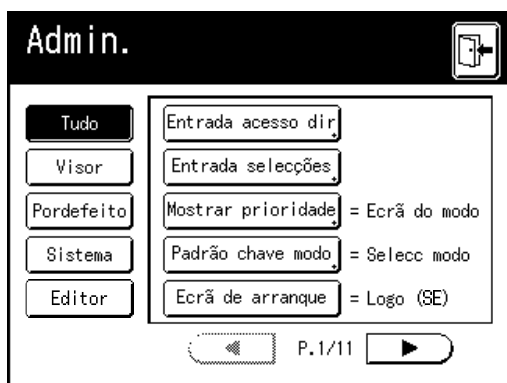 Admin.
Tudo
Visor
Pordefeito
Sistema
Editor
Entrada acesso dir
Entrada selecções
Mostrar prioridade = Ecrã do modo
Padrão chave modo = Selecc modo
Ecrã de arranque = Logo (SE)
P.1/11